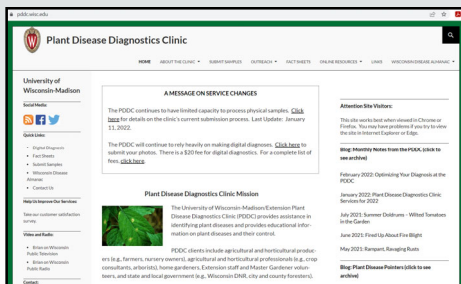 pddc.wisc.edu
Plant Disease Diagnostics Clinic
HOME ABOUT THE CLINIC SUBMIT SAMPLES OUTREACH FACT SHEETS ONLINE RESOURCES LINKS WISCONSIN DISEASE ALMANAC
University of
Wisconsin-Madison
Social Media:
Quick Links:
Digital Diagnosis
Fact Sheets
Submit Samples
Wisconsin Disease
Almanac
Contact Us
Help Us Improve Our Services
Take our customer satisfaction
survey.
Video and Radio:
Brian on Wisconsin
Public Television
Brian on Wisconsin
Public Radio
Contact:
A MESSAGE ON SERVICE CHANGES
The PDDC continues to have limited capacity to process physical samples. Click
here for details on the clinic's current submission process. Last Update: January
11, 2022.
The PDDC will continue to rely heavily on making digital diagnoses. Click here to
submit your photos. There is a $20 fee for digital diagnostics. For a complete list of
fees, click here.
Plant Disease Diagnostics Clinic Mission
The University of Wisconsin-Madison/Extension Plant
Disease Diagnostics Clinic (PDDC) provides assistance in
identifying plant diseases and provides educational infor-
mation on plant diseases and their control.
PDDC clients include agricultural and horticultural produc-
ers (e.g., farmers, nursery owners), agricultural and horticultural professionals (e.g., crop
consultants, arborists), home gardeners, Extension staff and Master Gardener volun-
teers, and state and local government (e.g., Wisconsin DNR, city and county foresters).
Attention Site Visitors:
This site works best when viewed in Chrome or
Firefox. You may have problems if you try to view
the site in Internet Explorer or Edge.
Blog: Monthly Notes from the PDDC (click to
see archive)
February 2022: Optimizing Your Diagnosis at the
PDDC
January 2022: Plant Disease Diagnostics Clinic
Services for 2022
July 2021: Summer Doldrums – Wilted Tomatoes
in the Garden
June 2021: Fired Up About Fire Blight
May 2021: Rampant, Ravaging Rusts
Blog: Plant Disease Pointers (click to see
archive)